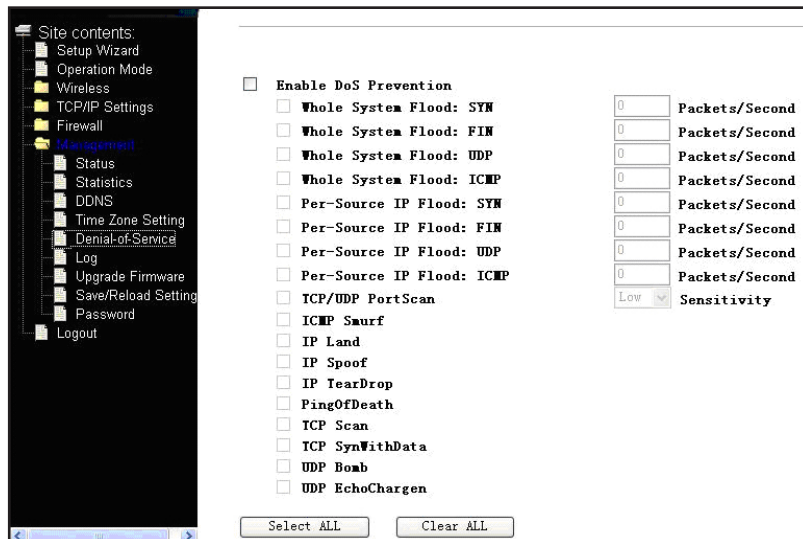 Site contents:
Setup Wizard
Operation Mode
Wireless
TCP/IP Settings
Firewall
Management
Status
Statistics
DDNS
Time Zone Setting
Denial-of-Service
Log
Upgrade Firmware
Save/Reload Setting
Password
Logout
Enable DoS Prevention
Whole System Flood: SYN 0 Packets/Second
Whole System Flood: FIN 0 Packets/Second
Whole System Flood: UDP 0 Packets/Second
Whole System Flood: ICMP 0 Packets/Second
Per-Source IP Flood: SYN 0 Packets/Second
Per-Source IP Flood: FIN 0 Packets/Second
Per-Source IP Flood: UDP 0 Packets/Second
Per-Source IP Flood: ICMP 0 Packets/Second
TCP/UDP PortScan Low Sensitivity
ICMP Smurf
IP Land
IP Spoof
IP TearDrop
PingOfDeath
TCP Scan
TCP SynWithData
UDP Bomb
UDP EchoChargen
Select ALL Clear ALL